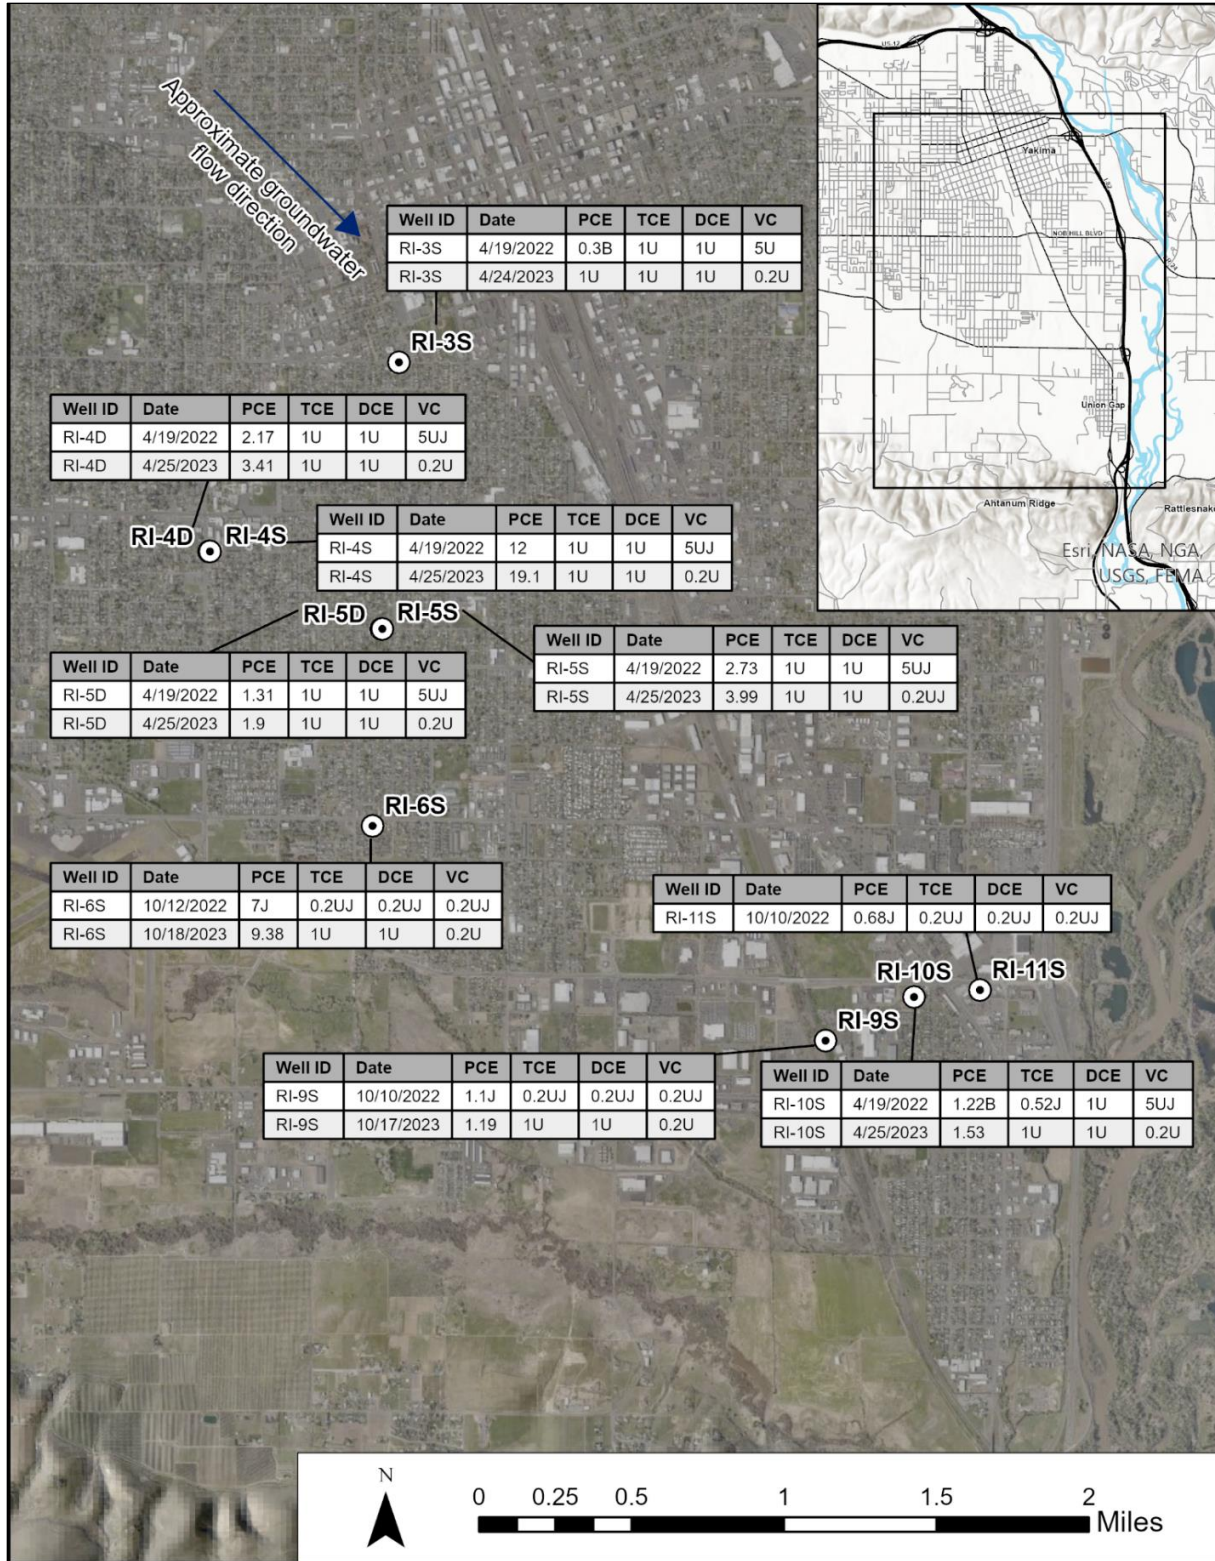 Approximate groundwater
flow direction
US-12
Yakima
I-82
NOB HILL BLVD
Union Gap
Ahtanum Ridge
Rattlesnake
Esri, NASA, NGA,
USGS, FEMA
Well ID Date PCE TCE DCE VC
RI-3S 4/19/2022 0.3B 1U 1U 5U
RI-3S 4/24/2023 1U 1U 1U 0.2U
RI-3S
Well ID Date PCE TCE DCE VC
RI-4D 4/19/2022 2.17 1U 1U 5UJ
RI-4D 4/25/2023 3.41 1U 1U 0.2U
RI-4D RI-4S
Well ID Date PCE TCE DCE VC
RI-4S 4/19/2022 12 1U 1U 5UJ
RI-4S 4/25/2023 19.1 1U 1U 0.2U
RI-5D RI-5S
Well ID Date PCE TCE DCE VC
RI-5D 4/19/2022 1.31 1U 1U 5UJ
RI-5D 4/25/2023 1.9 1U 1U 0.2U
Well ID Date PCE TCE DCE VC
RI-5S 4/19/2022 2.73 1U 1U 5UJ
RI-5S 4/25/2023 3.99 1U 1U 0.2UJ
RI-6S
Well ID Date PCE TCE DCE VC
RI-6S 10/12/2022 7J 0.2UJ 0.2UJ 0.2UJ
RI-6S 10/18/2023 9.38 1U 1U 0.2U
Well ID Date PCE TCE DCE VC
RI-11S 10/10/2022 0.68J 0.2UJ 0.2UJ 0.2UJ
RI-10S
RI-11S
RI-9S
Well ID Date PCE TCE DCE VC
RI-9S 10/10/2022 1.1J 0.2UJ 0.2UJ 0.2UJ
RI-9S 10/17/2023 1.19 1U 1U 0.2U
Well ID Date PCE TCE DCE VC
RI-10S 4/19/2022 1.22B 0.52J 1U 5UJ
RI-10S 4/25/2023 1.53 1U 1U 0.2U
N
0 0.25 0.5 1 1.5 2
Miles